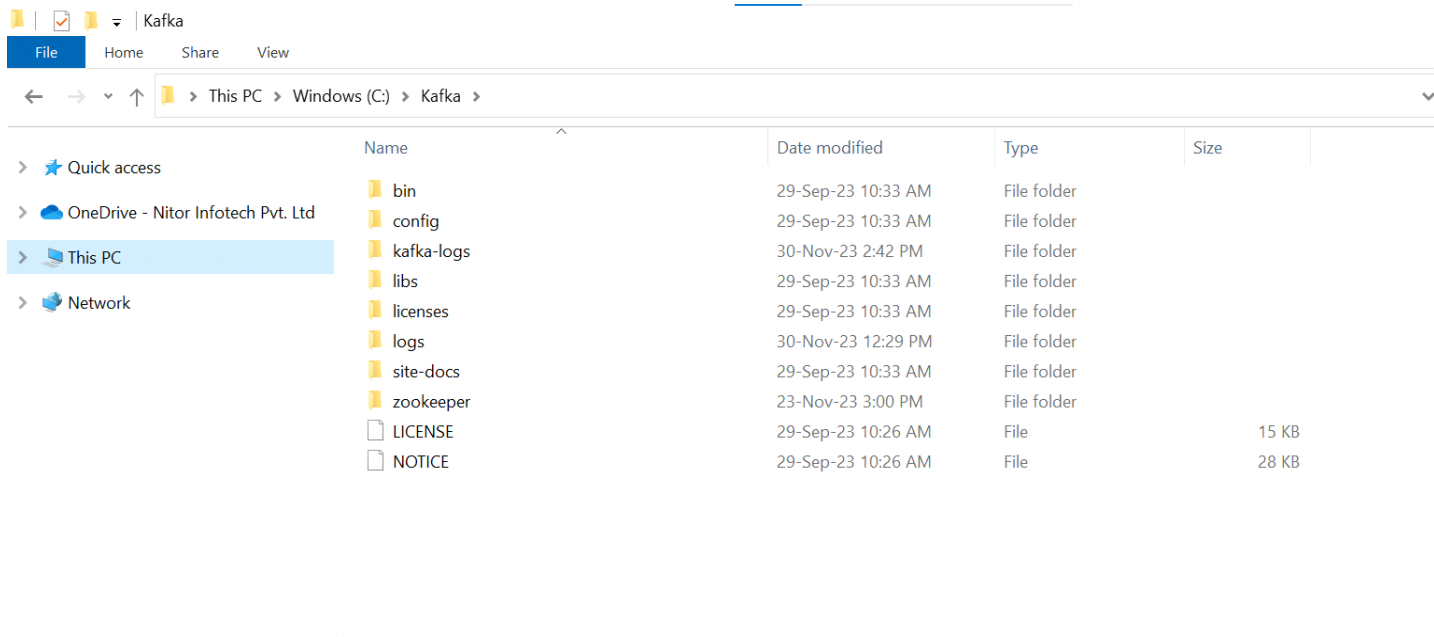 Kafka
File Home Share View
This PC Windows (C:) Kafka
Name Date modified Type Size
Quick access
OneDrive - Nitor Infotech Pvt. Ltd
This PC
Network
bin 29-Sep-23 10:33 AM File folder
config 29-Sep-23 10:33 AM File folder
kafka-logs 30-Nov-23 2:42 PM File folder
libs 29-Sep-23 10:33 AM File folder
licenses 29-Sep-23 10:33 AM File folder
logs 30-Nov-23 12:29 PM File folder
site-docs 29-Sep-23 10:33 AM File folder
zookeeper 23-Nov-23 3:00 PM File folder
LICENSE 29-Sep-23 10:26 AM File 15 KB
NOTICE 29-Sep-23 10:26 AM File 28 KB